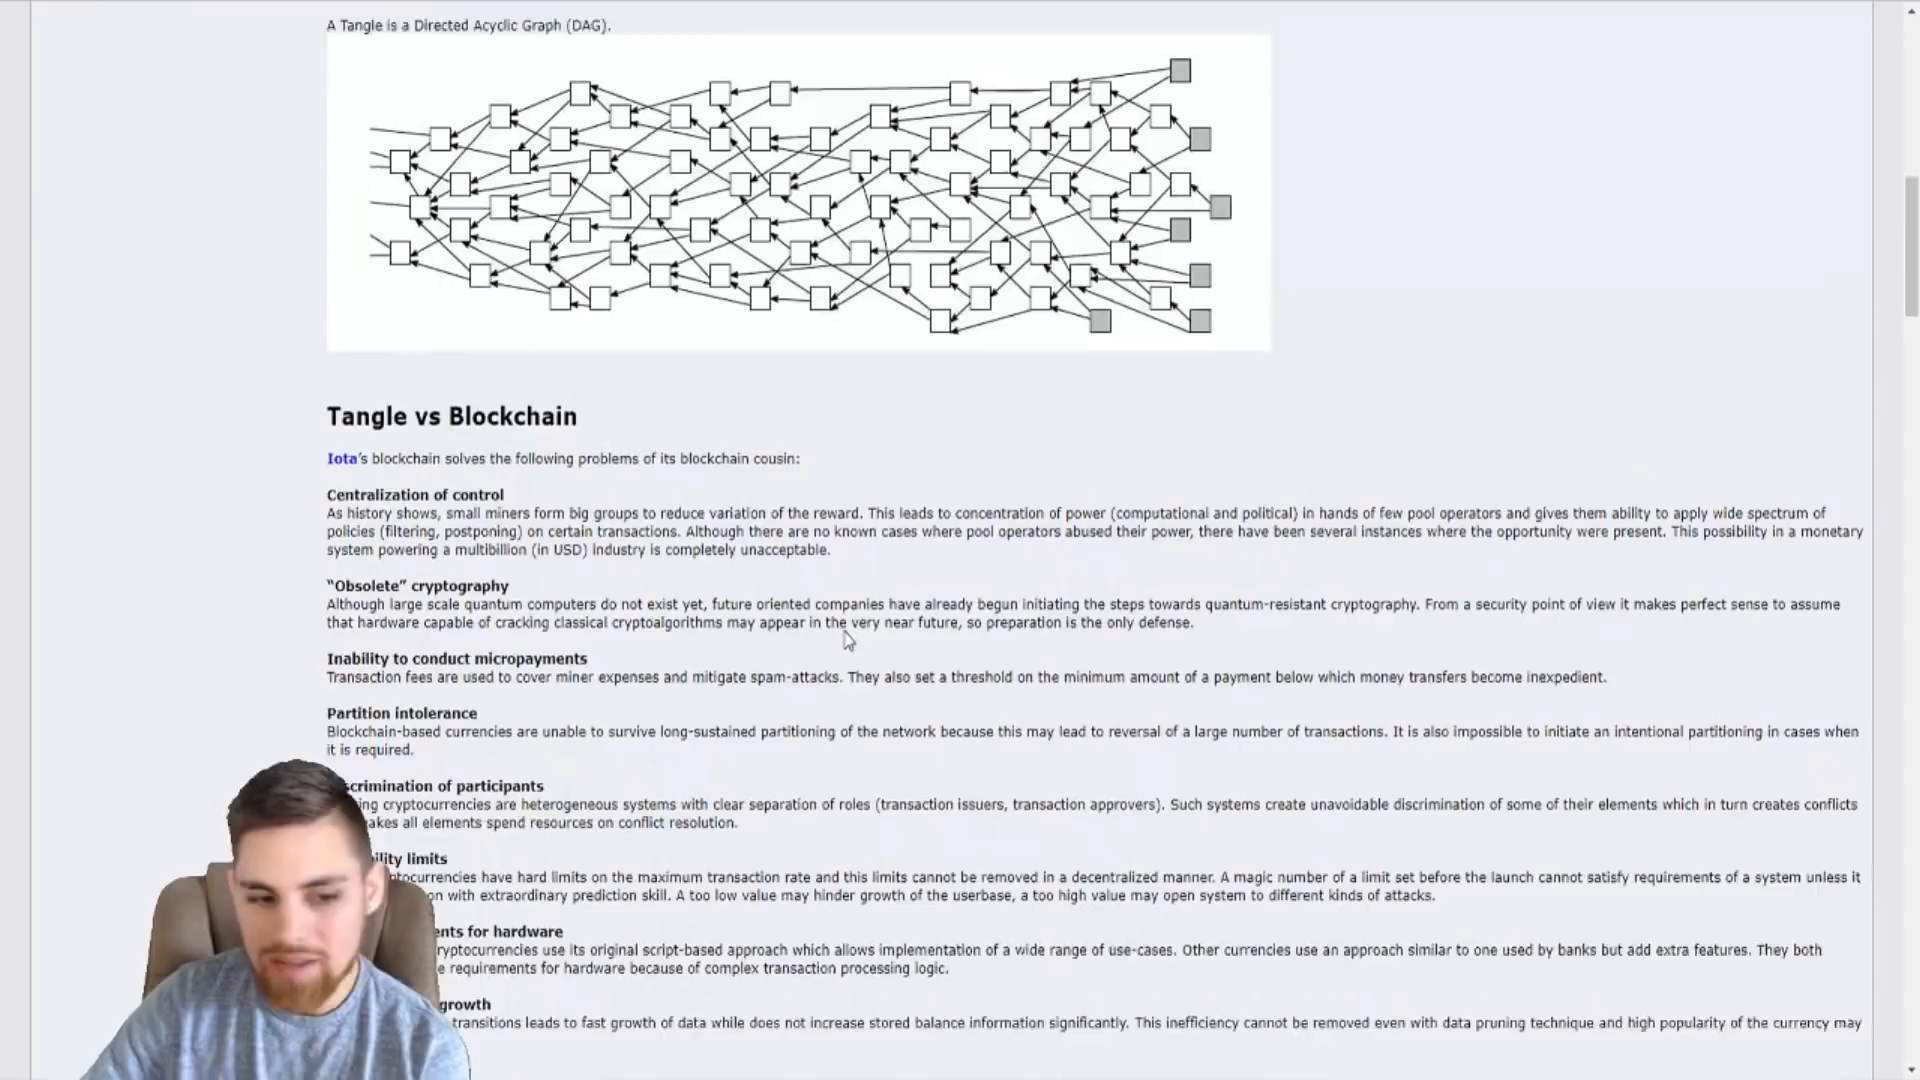 A Tangle is a Directed Acyclic Graph (DAG).
Tangle vs Blockchain
Iota's blockchain solves the following problems of its blockchain cousin:
Centralization of control
As history shows, small miners form big groups to reduce variation of the reward. This leads to concentration of power (computational and political) in hands of few pool operators and gives them ability to apply wide spectrum of
policies (filtering, postponing) on certain transactions. Although there are no known cases where pool operators abused their power, there have been several instances where the opportunity were present. This possibility in a monetary
system powering a multibillion (in USD) industry is completely unacceptable.
"Obsolete" cryptography
Although large scale quantum computers do not exist yet, future oriented companies have already begun initiating the steps towards quantum-resistant cryptography. From a security point of view it makes perfect sense to assume
that hardware capable of cracking classical cryptoalgorithms may appear in the very near future, so preparation is the only defense.
Inability to conduct micropayments
Transaction fees are used to cover miner expenses and mitigate spam-attacks. They also set a threshold on the minimum amount of a payment below which money transfers become inexpedient.
Partition intolerance
Blockchain-based currencies are unable to survive long-sustained partitioning of the network because this may lead to reversal of a large number of transactions. It is also impossible to initiate an intentional partitioning in cases when
it is required.
crimination of participants
ing cryptocurrencies are heterogeneous systems with clear separation of roles (transaction issuers, transaction approvers). Such systems create unavoidable discrimination of some of their elements which in turn creates conflicts
akes all elements spend resources on conflict resolution.
ility limits
tocurrencies have hard limits on the maximum transaction rate and this limits cannot be removed in a decentralized manner. A magic number of a limit set before the launch cannot satisfy requirements of a system unless it
on with extraordinary prediction skill. A too low value may hinder growth of the userbase, a too high value may open system to different kinds of attacks.
ents for hardware
ryptocurrencies use its original script-based approach which allows implementation of a wide range of use-cases. Other currencies use an approach similar to one used by banks but add extra features. They both
e requirements for hardware because of complex transaction processing logic.
growth
transitions leads to fast growth of data while does not increase stored balance information significantly. This inefficiency cannot be removed even with data pruning technique and high popularity of the currency may